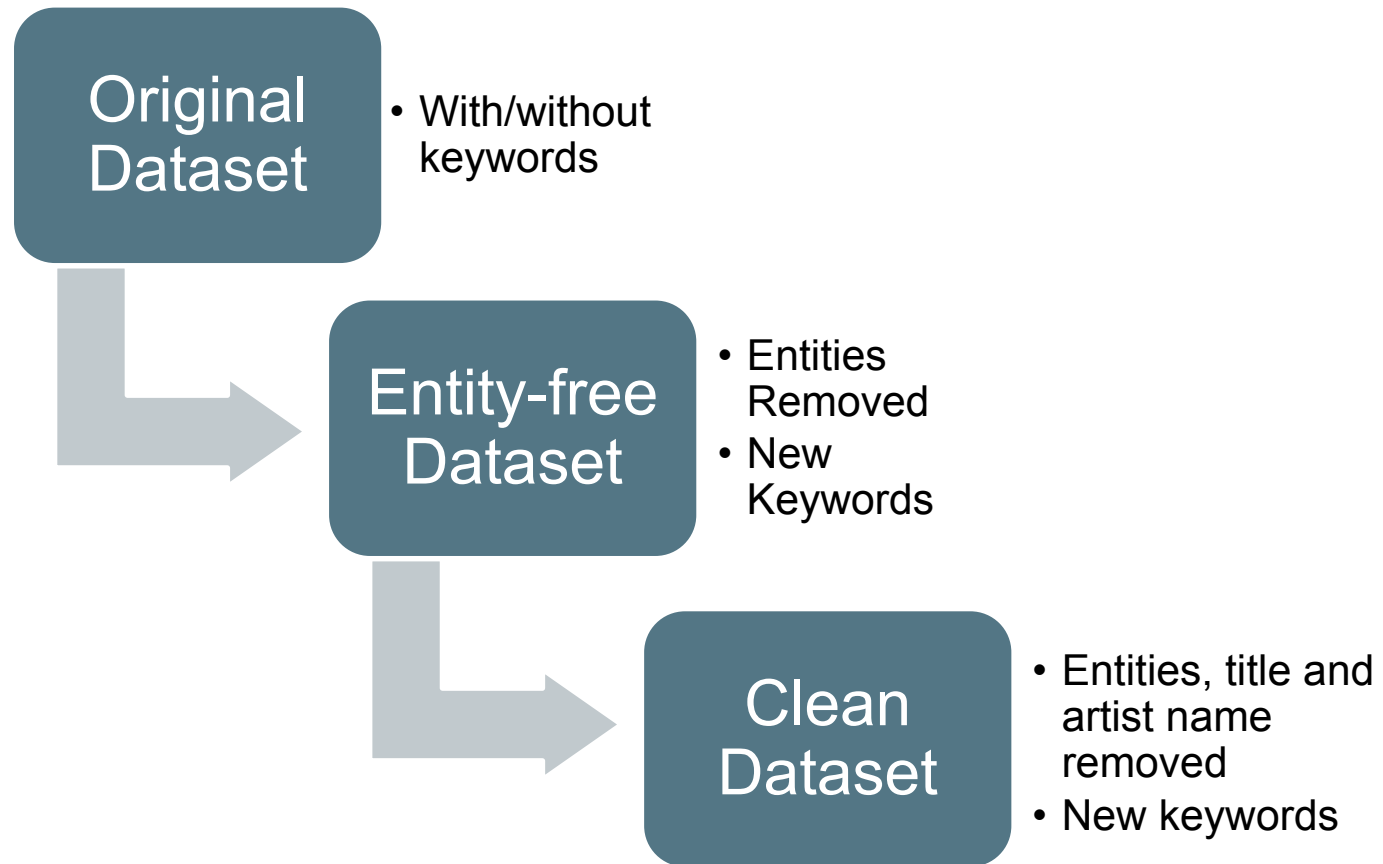 Original
Dataset
• With/without
keywords
Entity-free
Dataset
• Entities
Removed
• New
Keywords
Clean
Dataset
• Entities, title and
artist name
removed
• New keywords